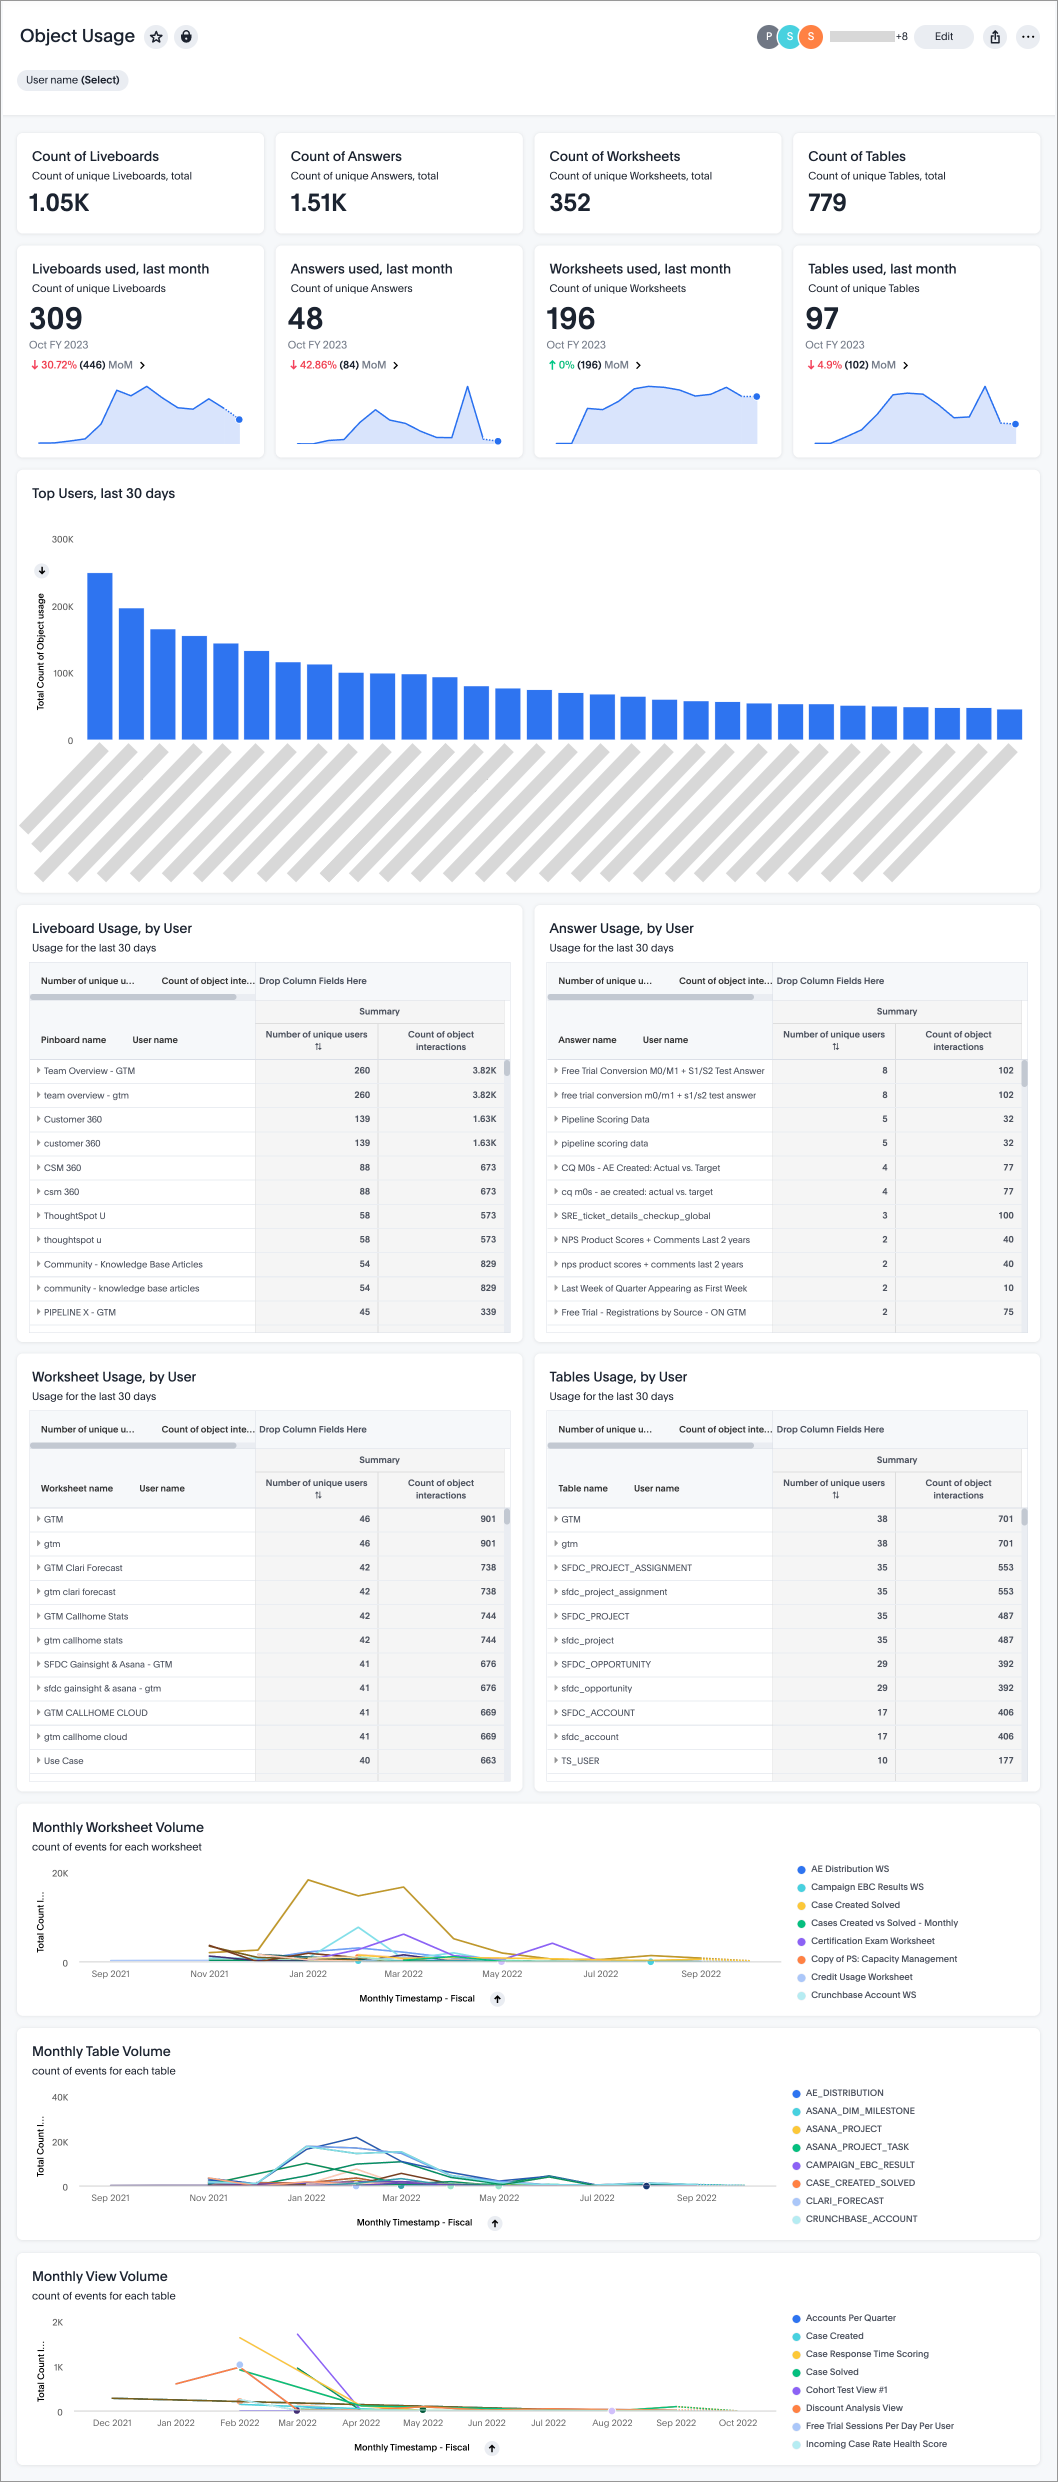 Object Usage
P S S +8 Edit
User name (Select)
Count of Liveboards
Count of unique Liveboards, total
1.05K
Count of Answers
Count of unique Answers, total
1.51K
Count of Worksheets
Count of unique Worksheets, total
352
Count of Tables
Count of unique Tables, total
779
Liveboards used, last month
Count of unique Liveboards
309
Oct FY 2023
30.72% (446) MoM
Answers used, last month
Count of unique Answers
48
Oct FY 2023
42.86% (84) MoM
Worksheets used, last month
Count of unique Worksheets
196
Oct FY 2023
0% (196) MoM
Tables used, last month
Count of unique Tables
97
Oct FY 2023
4.9% (102) MoM
Top Users, last 30 days
Total Count of Object usage
300K
200K
100K
0
Liveboard Usage, by User
Usage for the last 30 days
Number of unique u... Count of object inte... Drop Column Fields Here
Summary
Pinboard name User name Number of unique users Count of object interactions
Team Overview - GTM 260 3.82K
team overview - gtm 260 3.82K
Customer 360 139 1.63K
customer 360 139 1.63K
CSM 360 88 673
csm 360 88 673
ThoughtSpot U 58 573
thoughtspot u 58 573
Community - Knowledge Base Articles 54 829
community - knowledge base articles 54 829
PIPELINE X - GTM 45 339
Answer Usage, by User
Usage for the last 30 days
Number of unique u... Count of object inte... Drop Column Fields Here
Summary
Answer name User name Number of unique users Count of object interactions
Free Trial Conversion M0/M1 + S1/S2 Test Answer 8 102
free trial conversion m0/m1 + s1/s2 test answer 8 102
Pipeline Scoring Data 5 32
pipeline scoring data 5 32
CQ M0s - AE Created: Actual vs. Target 4 77
cq m0s - ae created: actual vs. target 4 77
SRE_ticket_details_checkup_global 3 100
NPS Product Scores + Comments Last 2 years 2 40
nps product scores + comments last 2 years 2 40
Last Week of Quarter Appearing as First Week 2 10
Free Trial - Registrations by Source - ON GTM 2 75
Worksheet Usage, by User
Usage for the last 30 days
Number of unique u... Count of object inte... Drop Column Fields Here
Summary
Worksheet name User name Number of unique users Count of object interactions
GTM 46 901
gtm 46 901
GTM Clari Forecast 42 738
gtm clari forecast 42 738
GTM Callhome Stats 42 744
gtm callhome stats 42 744
SFDC Gainsight & Asana - GTM 41 676
sfdc gainsight & asana - gtm 41 676
GTM CALLHOME CLOUD 41 669
gtm callhome cloud 41 669
Use Case 40 663
Tables Usage, by User
Usage for the last 30 days
Number of unique u... Count of object inte... Drop Column Fields Here
Summary
Table name User name Number of unique users Count of object interactions
GTM 38 701
gtm 38 701
SFDC_PROJECT_ASSIGNMENT 35 553
sfdc_project_assignment 35 553
SFDC_PROJECT 35 487
sfdc_project 35 487
SFDC_OPPORTUNITY 29 392
sfdc_opportunity 29 392
SFDC_ACCOUNT 17 406
sfdc_account 17 406
TS_USER 10 177
Monthly Worksheet Volume
count of events for each worksheet
Total Count I...
20K
0
Sep 2021 Nov 2021 Jan 2022 Mar 2022 May 2022 Jul 2022 Sep 2022
Monthly Timestamp - Fiscal
AE Distribution WS
Campaign EBC Results WS
Case Created Solved
Cases Created vs Solved - Monthly
Certification Exam Worksheet
Copy of PS: Capacity Management
Credit Usage Worksheet
Crunchbase Account WS
Monthly Table Volume
count of events for each table
Total Count I...
40K
20K
0
Sep 2021 Nov 2021 Jan 2022 Mar 2022 May 2022 Jul 2022 Sep 2022
Monthly Timestamp - Fiscal
AE_DISTRIBUTION
ASANA_DIM_MILESTONE
ASANA_PROJECT
ASANA_PROJECT_TASK
CAMPAIGN_EBC_RESULT
CASE_CREATED_SOLVED
CLARI_FORECAST
CRUNCHBASE_ACCOUNT
Monthly View Volume
count of events for each table
Total Count I...
2K
1K
0
Dec 2021 Jan 2022 Feb 2022 Mar 2022 Apr 2022 May 2022 Jun 2022 Jul 2022 Aug 2022 Sep 2022 Oct 2022
Monthly Timestamp - Fiscal
Accounts Per Quarter
Case Created
Case Response Time Scoring
Case Solved
Cohort Test View #1
Discount Analysis View
Free Trial Sessions Per Day Per User
Incoming Case Rate Health Score